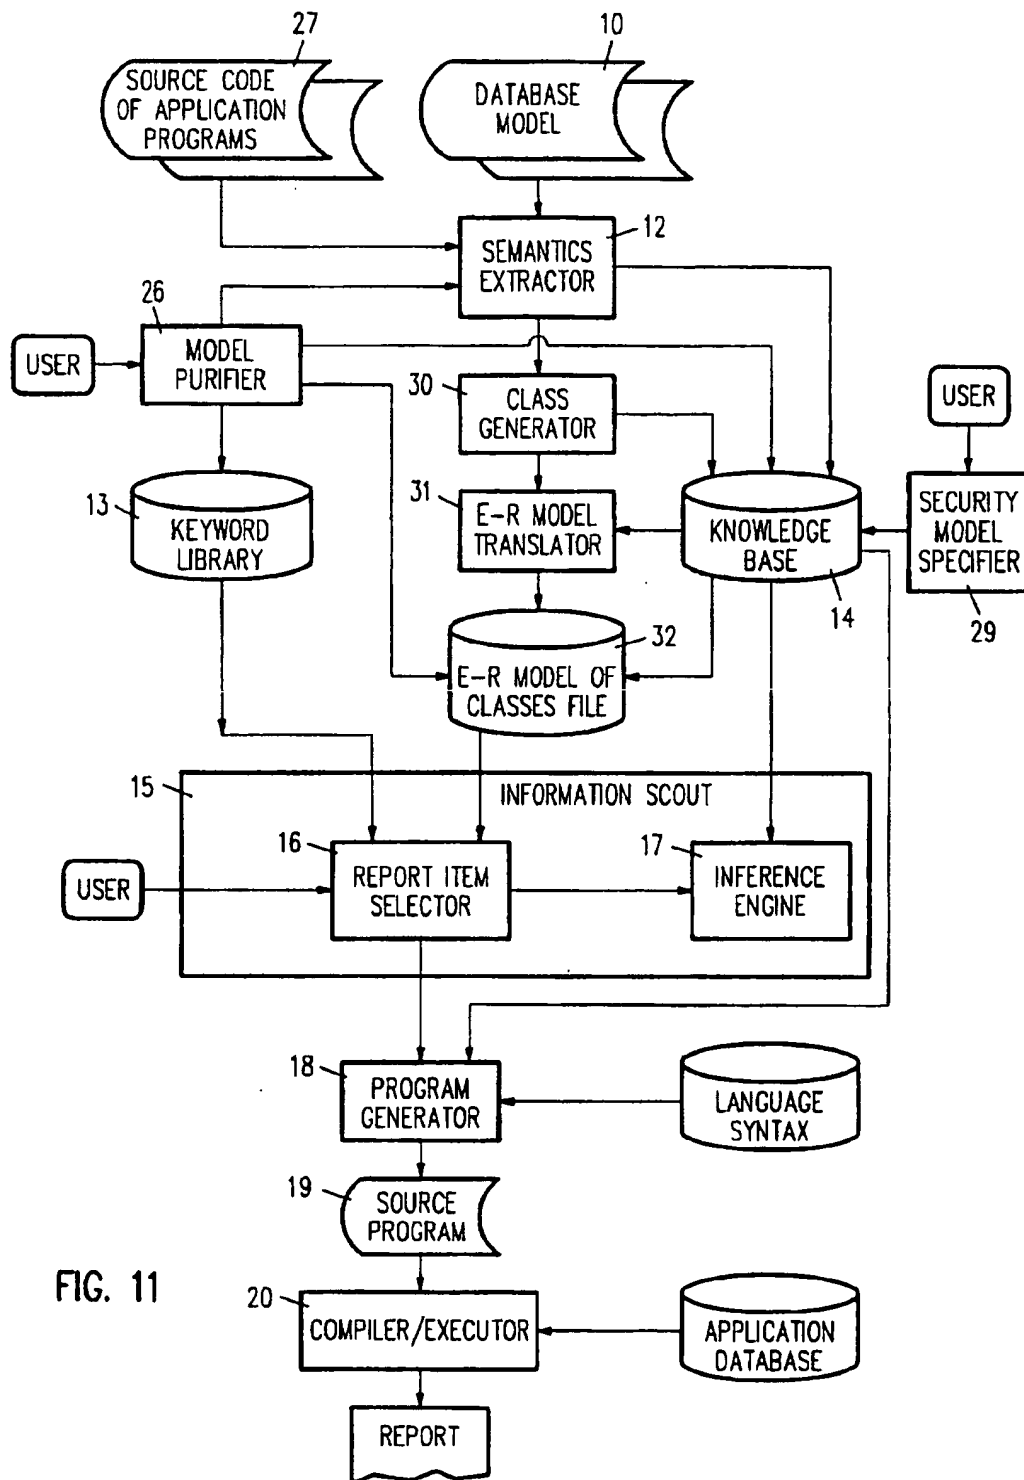 27
10
SOURCE CODE
OF APPLICATION
PROGRAMS
DATABASE
MODEL
12
SEMANTICS
EXTRACTOR
26
USER
MODEL
PURIFIER
30
CLASS
GENERATOR
USER
13
KEYWORD
LIBRARY
31
E-R MODEL
TRANSLATOR
KNOWLEDGE
BASE
14
SECURITY
MODEL
SPECIFIER
29
32
E-R MODEL OF
CLASSES FILE
15
INFORMATION SCOUT
16
17
USER
REPORT ITEM
SELECTOR
INFERENCE
ENGINE
18
PROGRAM
GENERATOR
LANGUAGE
SYNTAX
19
SOURCE
PROGRAM
FIG. 11
20
COMPILER/EXECUTOR
APPLICATION
DATABASE
REPORT